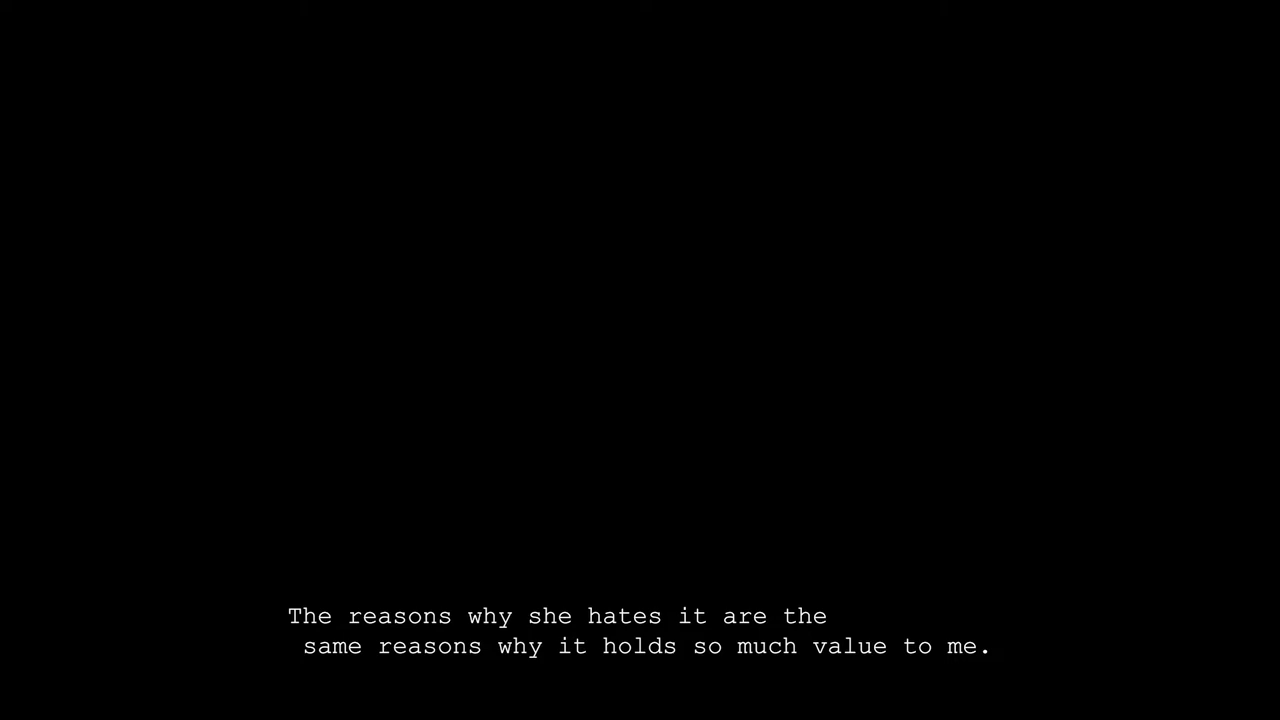 The reasons why she hates it are the
same reasons why it holds so much value to me.